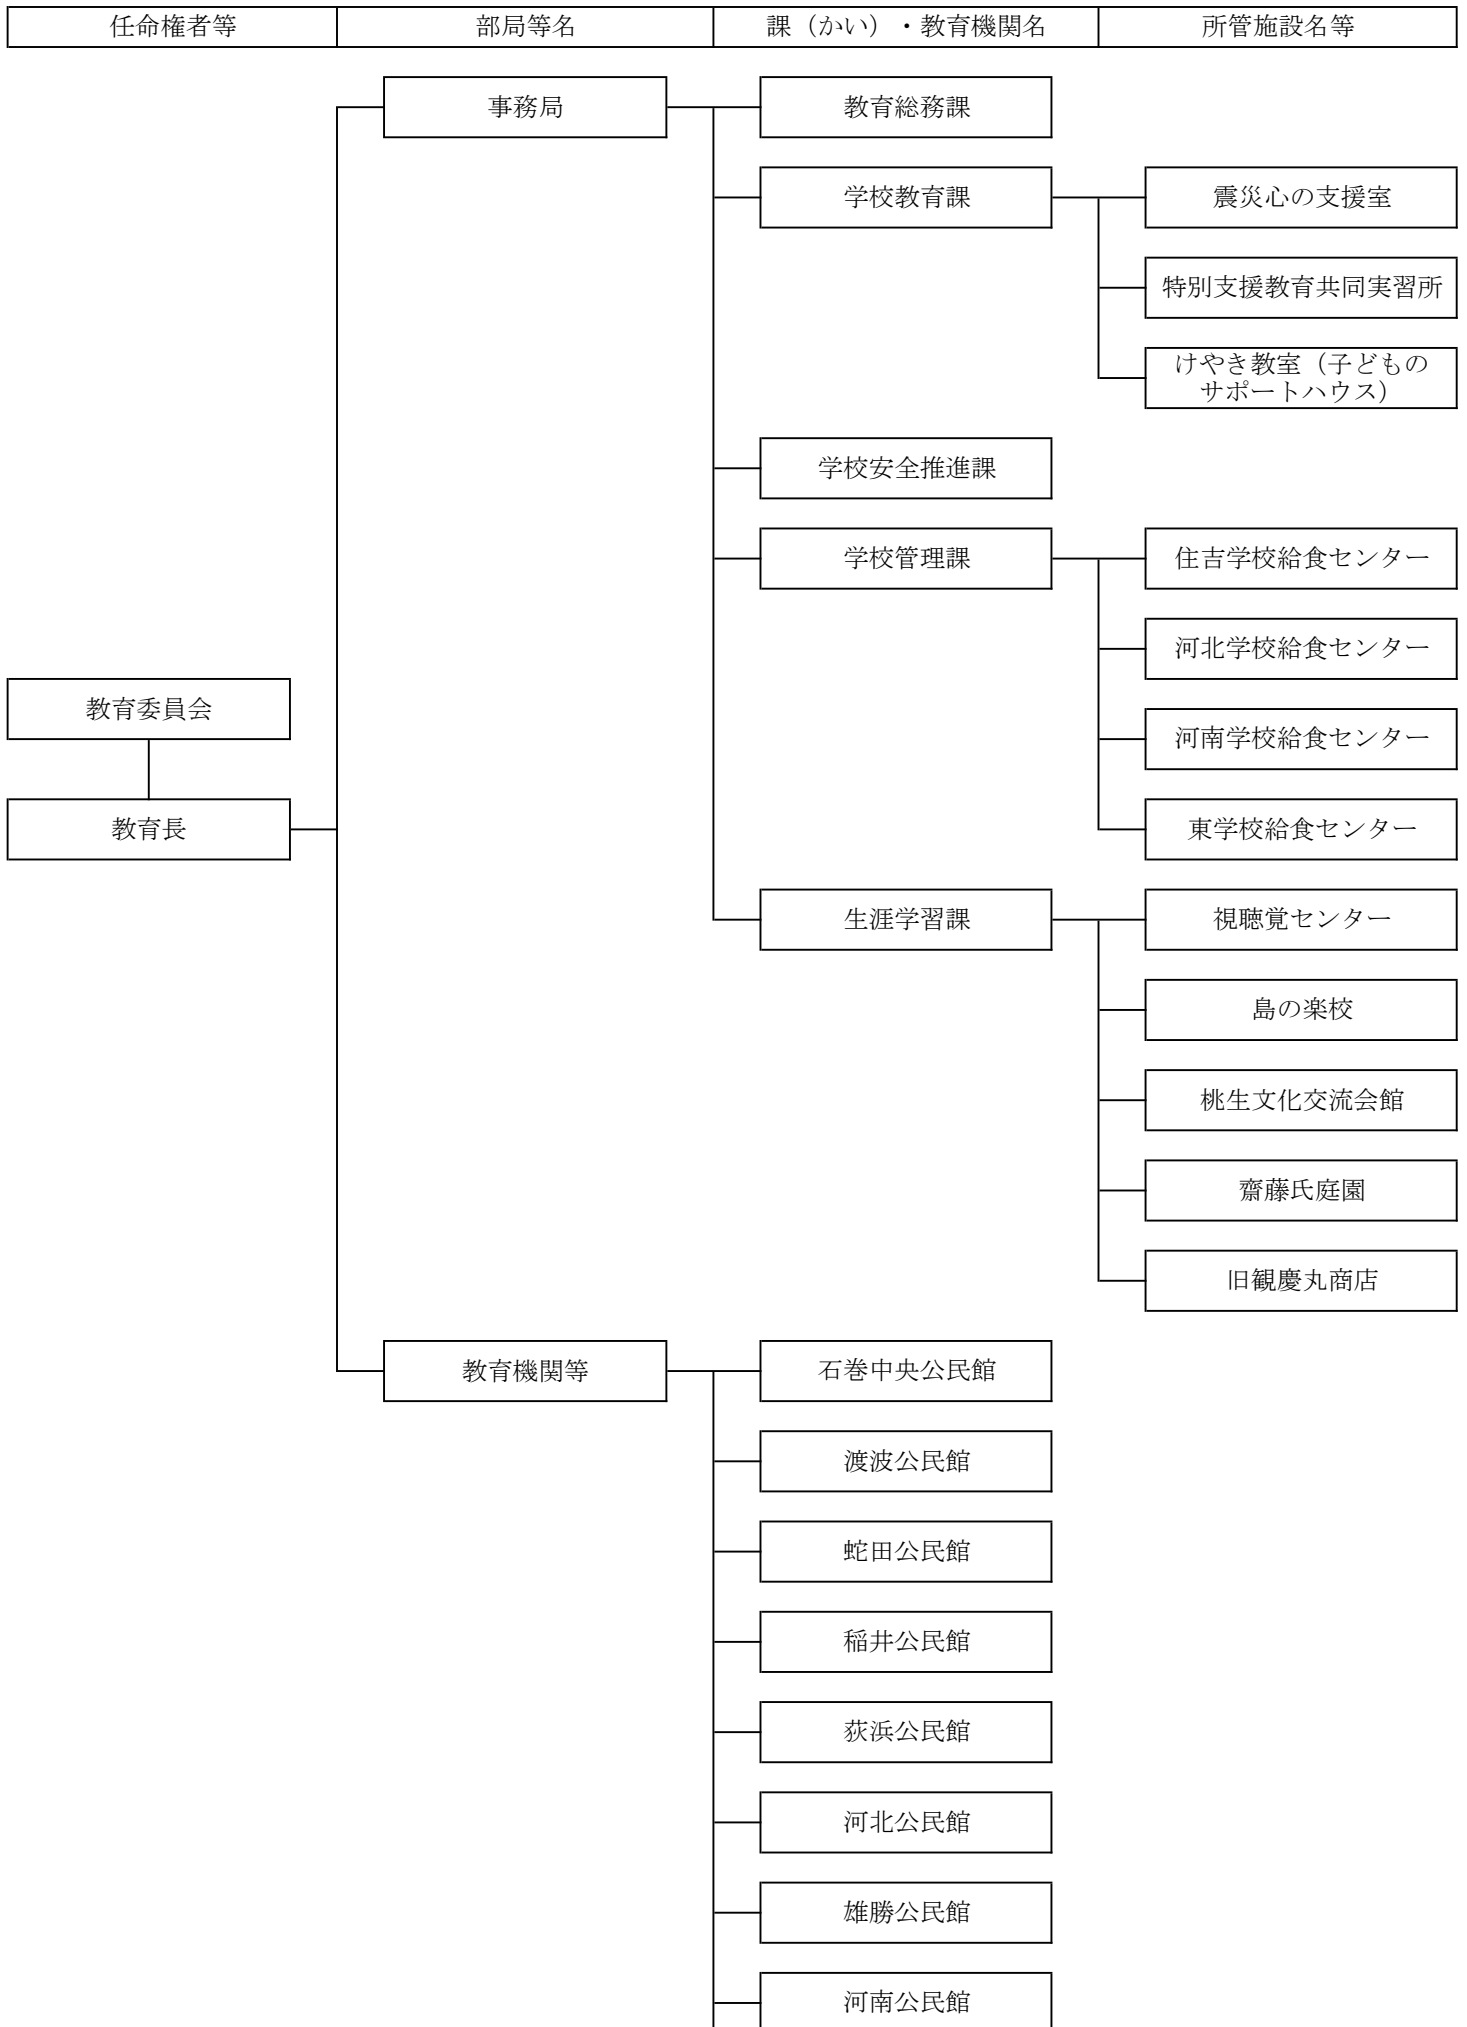 任命権者等
部局等名
課（かい）・教育機関名
所管施設名等
事務局
教育総務課
学校教育課
震災心の支援室
特別支援教育共同実習所
けやき教室（子どもの
サポートハウス）
学校安全推進課
学校管理課
住吉学校給食センター
河北学校給食センター
教育委員会
河南学校給食センター
教育長
東学校給食センター
生涯学習課
視聴覚センター
島の楽校
桃生文化交流会館
齋藤氏庭園
旧観慶丸商店
教育機関等
石巻中央公民館
渡波公民館
蛇田公民館
稲井公民館
荻浜公民館
河北公民館
雄勝公民館
河南公民館